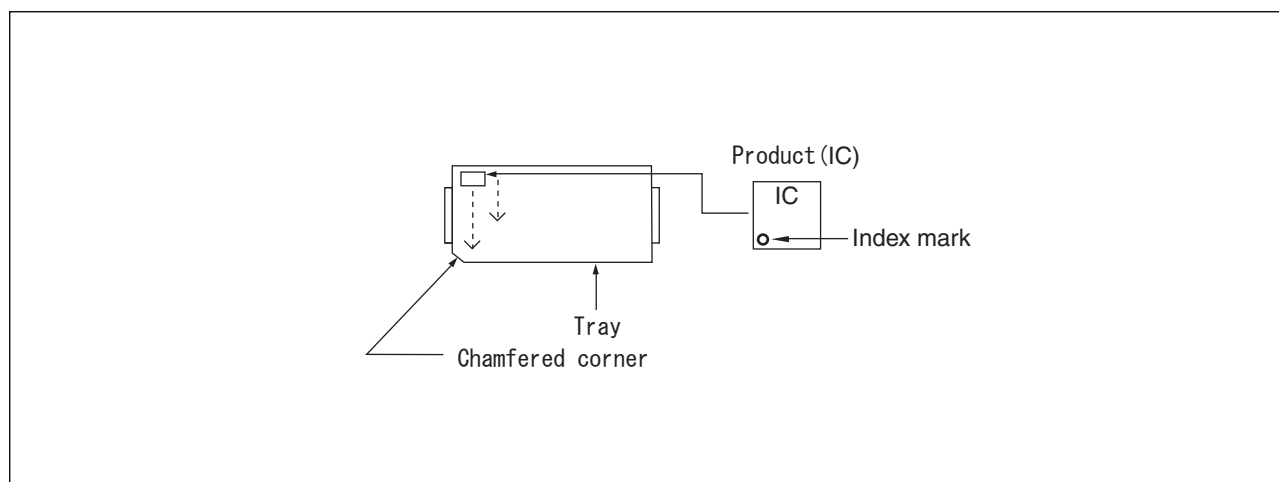 Product(IC)
IC
Index mark
Tray
Chamfered corner